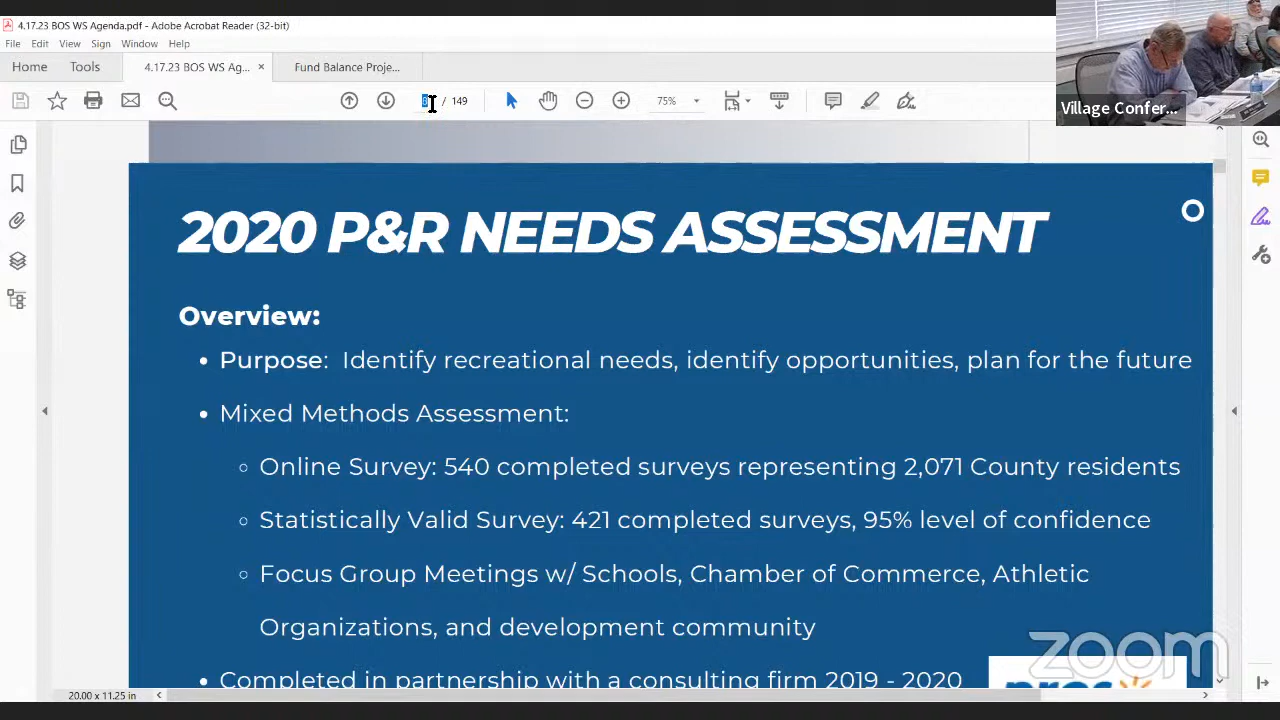 4.17.23 BOS WS Agenda.pdf - Adobe Acrobat Reader (32-bit)
File Edit View Sign Window Help
Home Tools 4.17.23 BOS WS Ag... × Fund Balance Proje...
/ 149 75%
Village Confer...
2020 P&R NEEDS ASSESSMENT
Overview:
• Purpose: Identify recreational needs, identify opportunities, plan for the future
• Mixed Methods Assessment:
◦ Online Survey: 540 completed surveys representing 2,071 County residents
◦ Statistically Valid Survey: 421 completed surveys, 95% level of confidence
◦ Focus Group Meetings w/ Schools, Chamber of Commerce, Athletic
Organizations, and development community
• Completed in partnership with a consulting firm 2019 - 2020
zoom
20.00 x 11.25 in